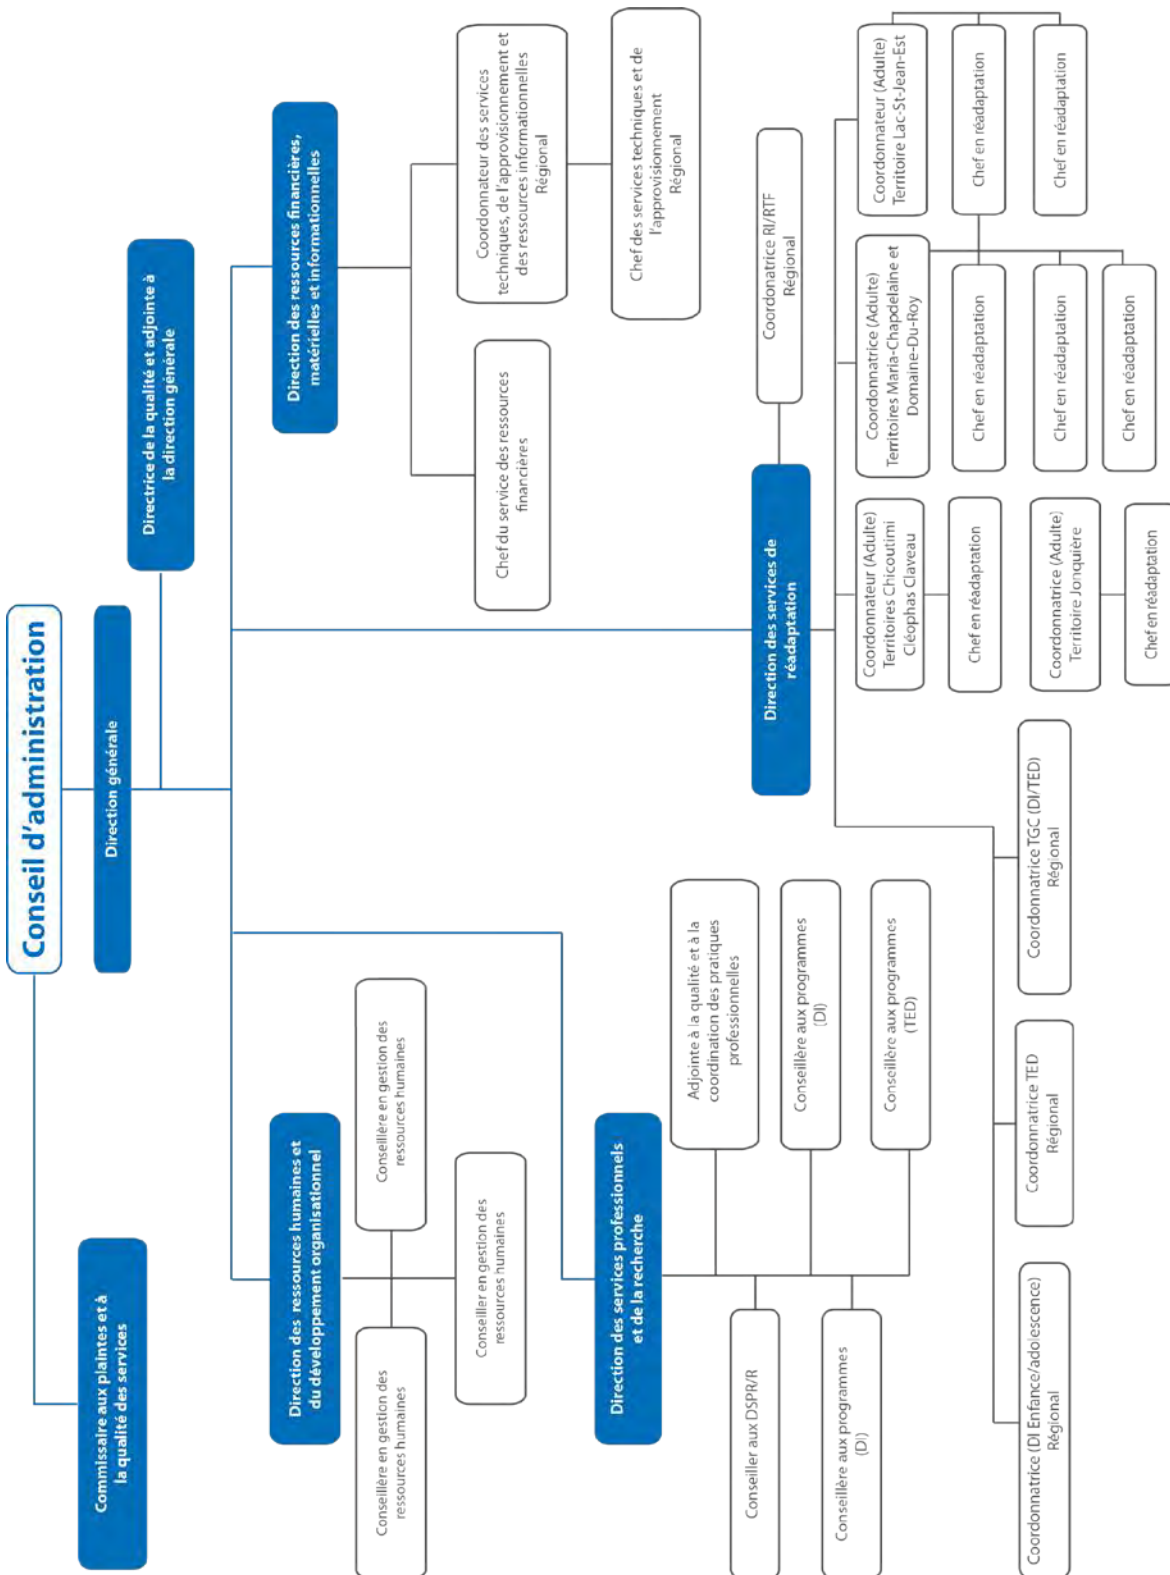 Conseil d'administration
Commissaire aux plaintes et à
la qualité des services
Direction générale
Directrice de la qualité et adjointe à
la direction générale
Direction des ressources humaines et
du développement organisationnel
Conseillère en gestion des
ressources humaines
Conseillère en gestion des
ressources humaines
Conseiller en gestion des
ressources humaines
Direction des ressources financières,
matérielles et informationnelles
Chef du service des ressources
financières
Coordonnateur des services
techniques, de l'approvisionnement et
des ressources informationnelles
Régional
Chef des services techniques et de
l'approvisionnement
Régional
Direction des services professionnels
et de la recherche
Conseiller aux DSPR/R
Adjointe à la qualité et à la
coordination des pratiques
professionnelles
Conseillère aux programmes
(DI)
Conseillère aux programmes
(DI)
Conseillère aux programmes
(TED)
Direction des services de
réadaptation
Coordonatrice RI/RTF
Régional
Coordonnatrice (DI Enfance/adolescence)
Régional
Coordonnatrice TED
Régional
Coordonnatrice TGC (DI/TED)
Régional
Coordonnateur (Adulte)
Territoires Chicoutimi
Cléophas Claveau
Chef en réadaptation
Coordonnatrice (Adulte)
Territoire Jonquière
Chef en réadaptation
Coordonnatrice (Adulte)
Territoires Maria-Chapdelaine et
Domaine-Du-Roy
Chef en réadaptation
Chef en réadaptation
Chef en réadaptation
Coordonnateur (Adulte)
Territoire Lac-St-Jean-Est
Chef en réadaptation
Chef en réadaptation